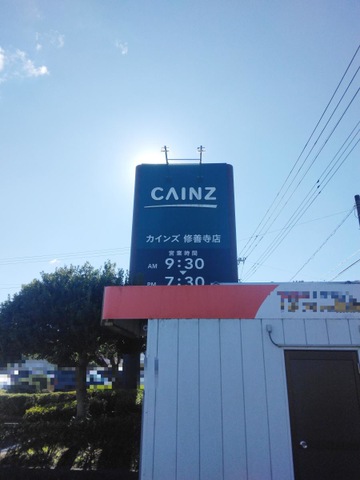 CAINZ
カインズ 修善寺店
営業時間
AM 9:30
PM 7:30